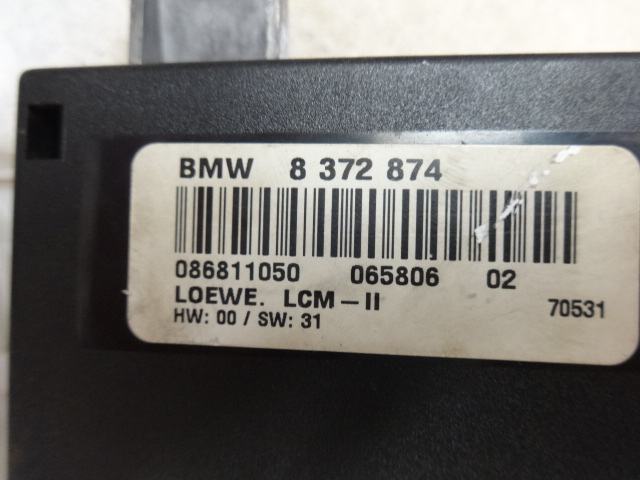 BMW 8 372 874
086811050 065806 02
LOEWE. LCM-II 70531
HW: 00 / SW: 31